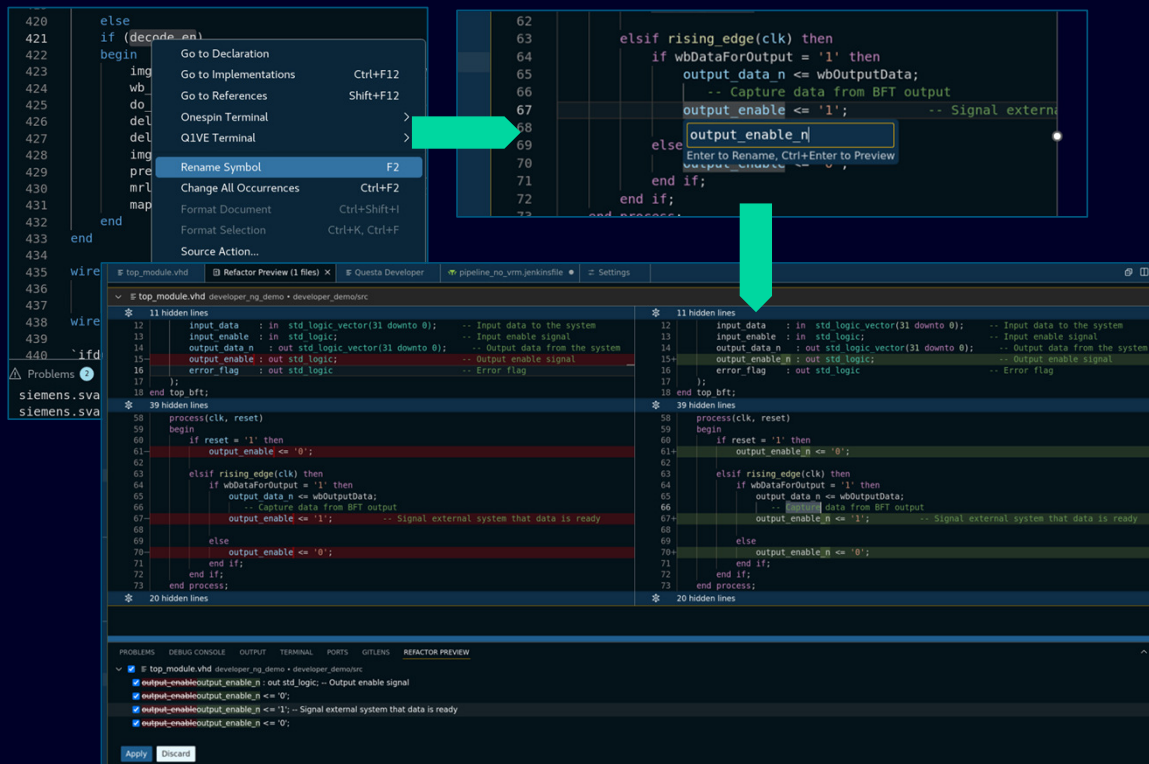 420 else
421 if (decode_en)
422 begin
423 img
424 wb_
425 do_
426 del
427 del
428 img
429 pre
430 mrl
431 map
432 end
433 end
434
435 wire
436
437
438 wire
439
440 `ifd
Problems 2
siemens.sva
siemens.sva
Go to Declaration
Go to Implementations Ctrl+F12
Go to References Shift+F12
Onespin Terminal
Q1VE Terminal
Rename Symbol F2
Change All Occurrences Ctrl+F2
Format Document Ctrl+Shift+I
Format Selection Ctrl+K, Ctrl+F
Source Action...
62
63 elsif rising_edge(clk) then
64 if wbDataForOutput = '1' then
65 output_data_n <= wbOutputData;
66 -- Capture data from BFT output
67 output_enable <= '1'; -- Signal externa
68
output_enable_n
69 else
Enter to Rename, Ctrl+Enter to Preview
70 output_enable <= '0';
71 end if;
72 end if;
73 end process;
top_module.vhd Refactor Preview (1 files) × Questa Developer pipeline_no_vrm.jenkinsfile Settings
top_module.vhd developer_ng_demo • developer_demo/src
11 hidden lines
12 input_data : in std_logic_vector(31 downto 0); -- Input data to the system
13 input_enable : in std_logic; -- Input enable signal
14 output_data_n : out std_logic_vector(31 downto 0); -- Output data from the system
15- output_enable : out std_logic; -- Output enable signal
16 error_flag : out std_logic -- Error flag
17 );
18 end top_bft;
39 hidden lines
58 process(clk, reset)
59 begin
60 if reset = '1' then
61- output_enable <= '0';
62
63 elsif rising_edge(clk) then
64 if wbDataForOutput = '1' then
65 output_data_n <= wbOutputData;
66 -- Capture data from BFT output
67- output_enable <= '1'; -- Signal external system that data is ready
68
69 else
70- output_enable <= '0';
71 end if;
72 end if;
73 end process;
20 hidden lines
11 hidden lines
12 input_data : in std_logic_vector(31 downto 0); -- Input data to the system
13 input_enable : in std_logic; -- Input enable signal
14 output_data_n : out std_logic_vector(31 downto 0); -- Output data from the system
15+ output_enable_n : out std_logic; -- Output enable signal
16 error_flag : out std_logic -- Error flag
17 );
18 end top_bft;
39 hidden lines
58 process(clk, reset)
59 begin
60 if reset = '1' then
61+ output_enable_n <= '0';
62
63 elsif rising_edge(clk) then
64 if wbDataForOutput = '1' then
65 output_data_n <= wbOutputData;
66 -- Capture data from BFT output
67+ output_enable_n <= '1'; -- Signal external system that data is ready
68
69 else
70+ output_enable_n <= '0';
71 end if;
72 end if;
73 end process;
20 hidden lines
PROBLEMS DEBUG CONSOLE OUTPUT TERMINAL PORTS GITLENS REFACTOR PREVIEW
top_module.vhd developer_ng_demo • developer_demo/src
output_enableoutput_enable_n : out std_logic; -- Output enable signal
output_enableoutput_enable_n <= '0';
output_enableoutput_enable_n <= '1'; -- Signal external system that data is ready
output_enableoutput_enable_n <= '0';
Apply Discard